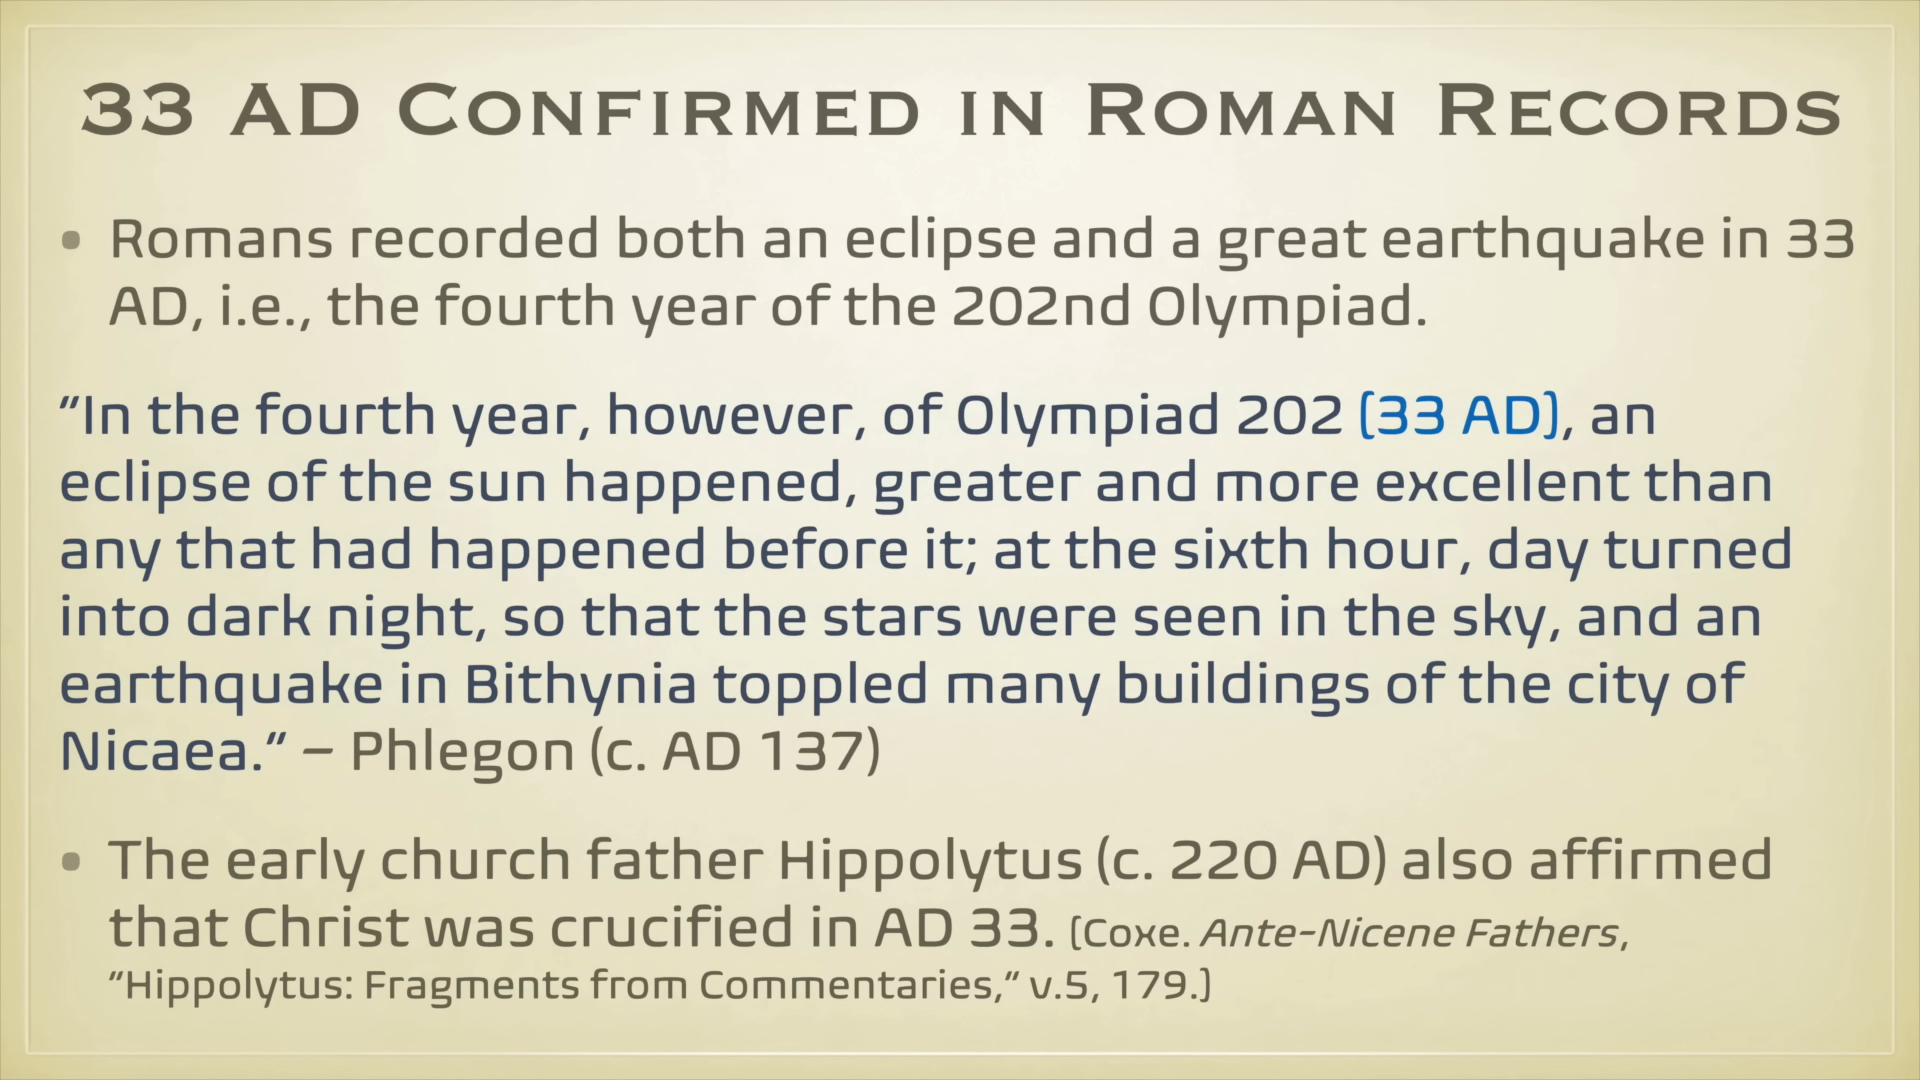 33 AD Confirmed in Roman Records
• Romans recorded both an eclipse and a great earthquake in 33
AD, i.e., the fourth year of the 202nd Olympiad.
“In the fourth year, however, of Olympiad 202 (33 AD), an
eclipse of the sun happened, greater and more excellent than
any that had happened before it; at the sixth hour, day turned
into dark night, so that the stars were seen in the sky, and an
earthquake in Bithynia toppled many buildings of the city of
Nicaea.” – Phlegon (c. AD 137)
• The early church father Hippolytus (c. 220 AD) also affirmed
that Christ was crucified in AD 33. (Coxe. Ante-Nicene Fathers,
“Hippolytus: Fragments from Commentaries,” v.5, 179.)